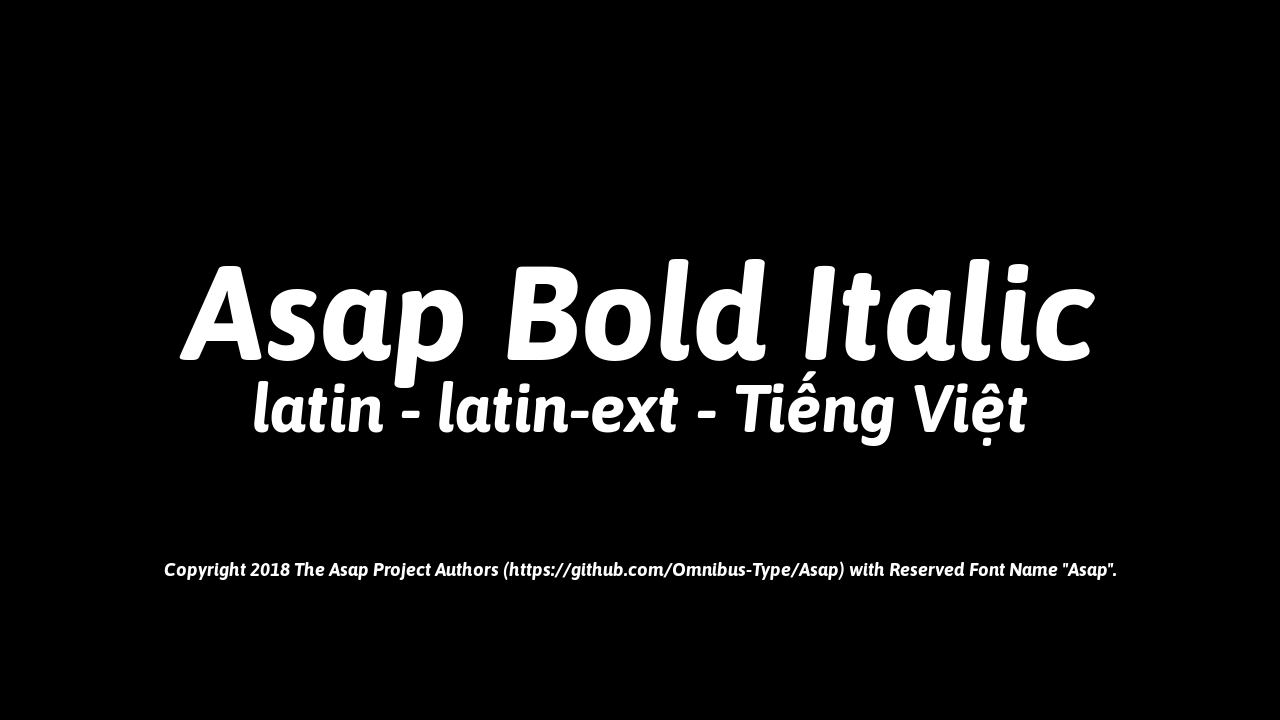 Asap Bold Italic
latin - latin-ext - Tiếng Việt
Copyright 2018 The Asap Project Authors (https://github.com/Omnibus-Type/Asap) with Reserved Font Name "Asap".